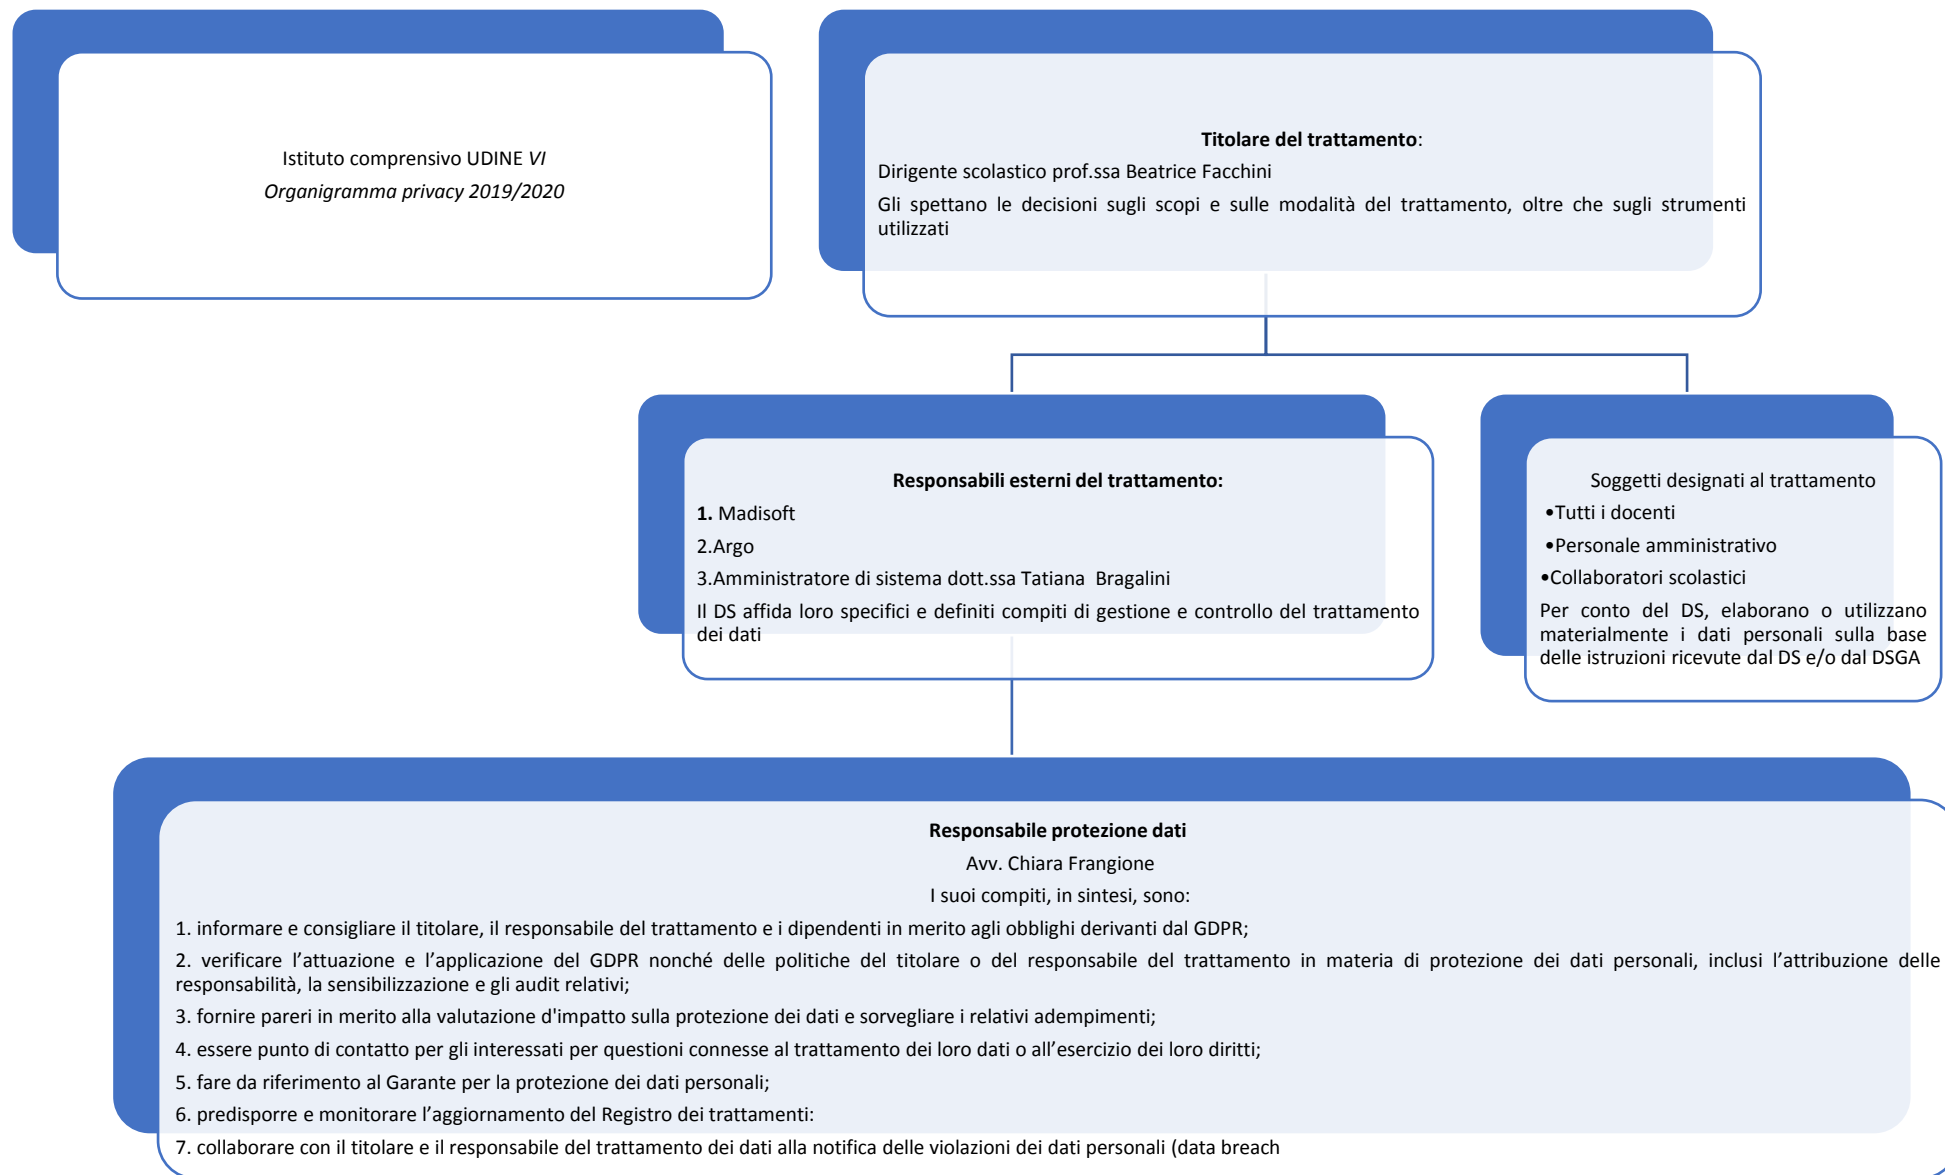 Istituto comprensivo UDINE VI
Organigramma privacy 2019/2020
Titolare del trattamento:
Dirigente scolastico prof.ssa Beatrice Facchini
Gli spettano le decisioni sugli scopi e sulle modalità del trattamento, oltre che sugli strumenti
utilizzati
Responsabili esterni del trattamento:
1. Madisoft
2.Argo
3.Amministratore di sistema dott.ssa Tatiana  Bragalini
Il DS affida loro specifici e definiti compiti di gestione e controllo del trattamento
dei dati
Soggetti designati al trattamento
•Tutti i docenti
•Personale amministrativo
•Collaboratori scolastici
Per conto del DS, elaborano o utilizzano
materialmente i dati personali sulla base
delle istruzioni ricevute dal DS e/o dal DSGA
Responsabile protezione dati
Avv. Chiara Frangione
I suoi compiti, in sintesi, sono:
1. informare e consigliare il titolare, il responsabile del trattamento e i dipendenti in merito agli obblighi derivanti dal GDPR;
2. verificare l’attuazione e l’applicazione del GDPR nonché delle politiche del titolare o del responsabile del trattamento in materia di protezione dei dati personali, inclusi l’attribuzione delle
responsabilità, la sensibilizzazione e gli audit relativi;
3. fornire pareri in merito alla valutazione d'impatto sulla protezione dei dati e sorvegliare i relativi adempimenti;
4. essere punto di contatto per gli interessati per questioni connesse al trattamento dei loro dati o all’esercizio dei loro diritti;
5. fare da riferimento al Garante per la protezione dei dati personali;
6. predisporre e monitorare l’aggiornamento del Registro dei trattamenti:
7. collaborare con il titolare e il responsabile del trattamento dei dati alla notifica delle violazioni dei dati personali (data breach